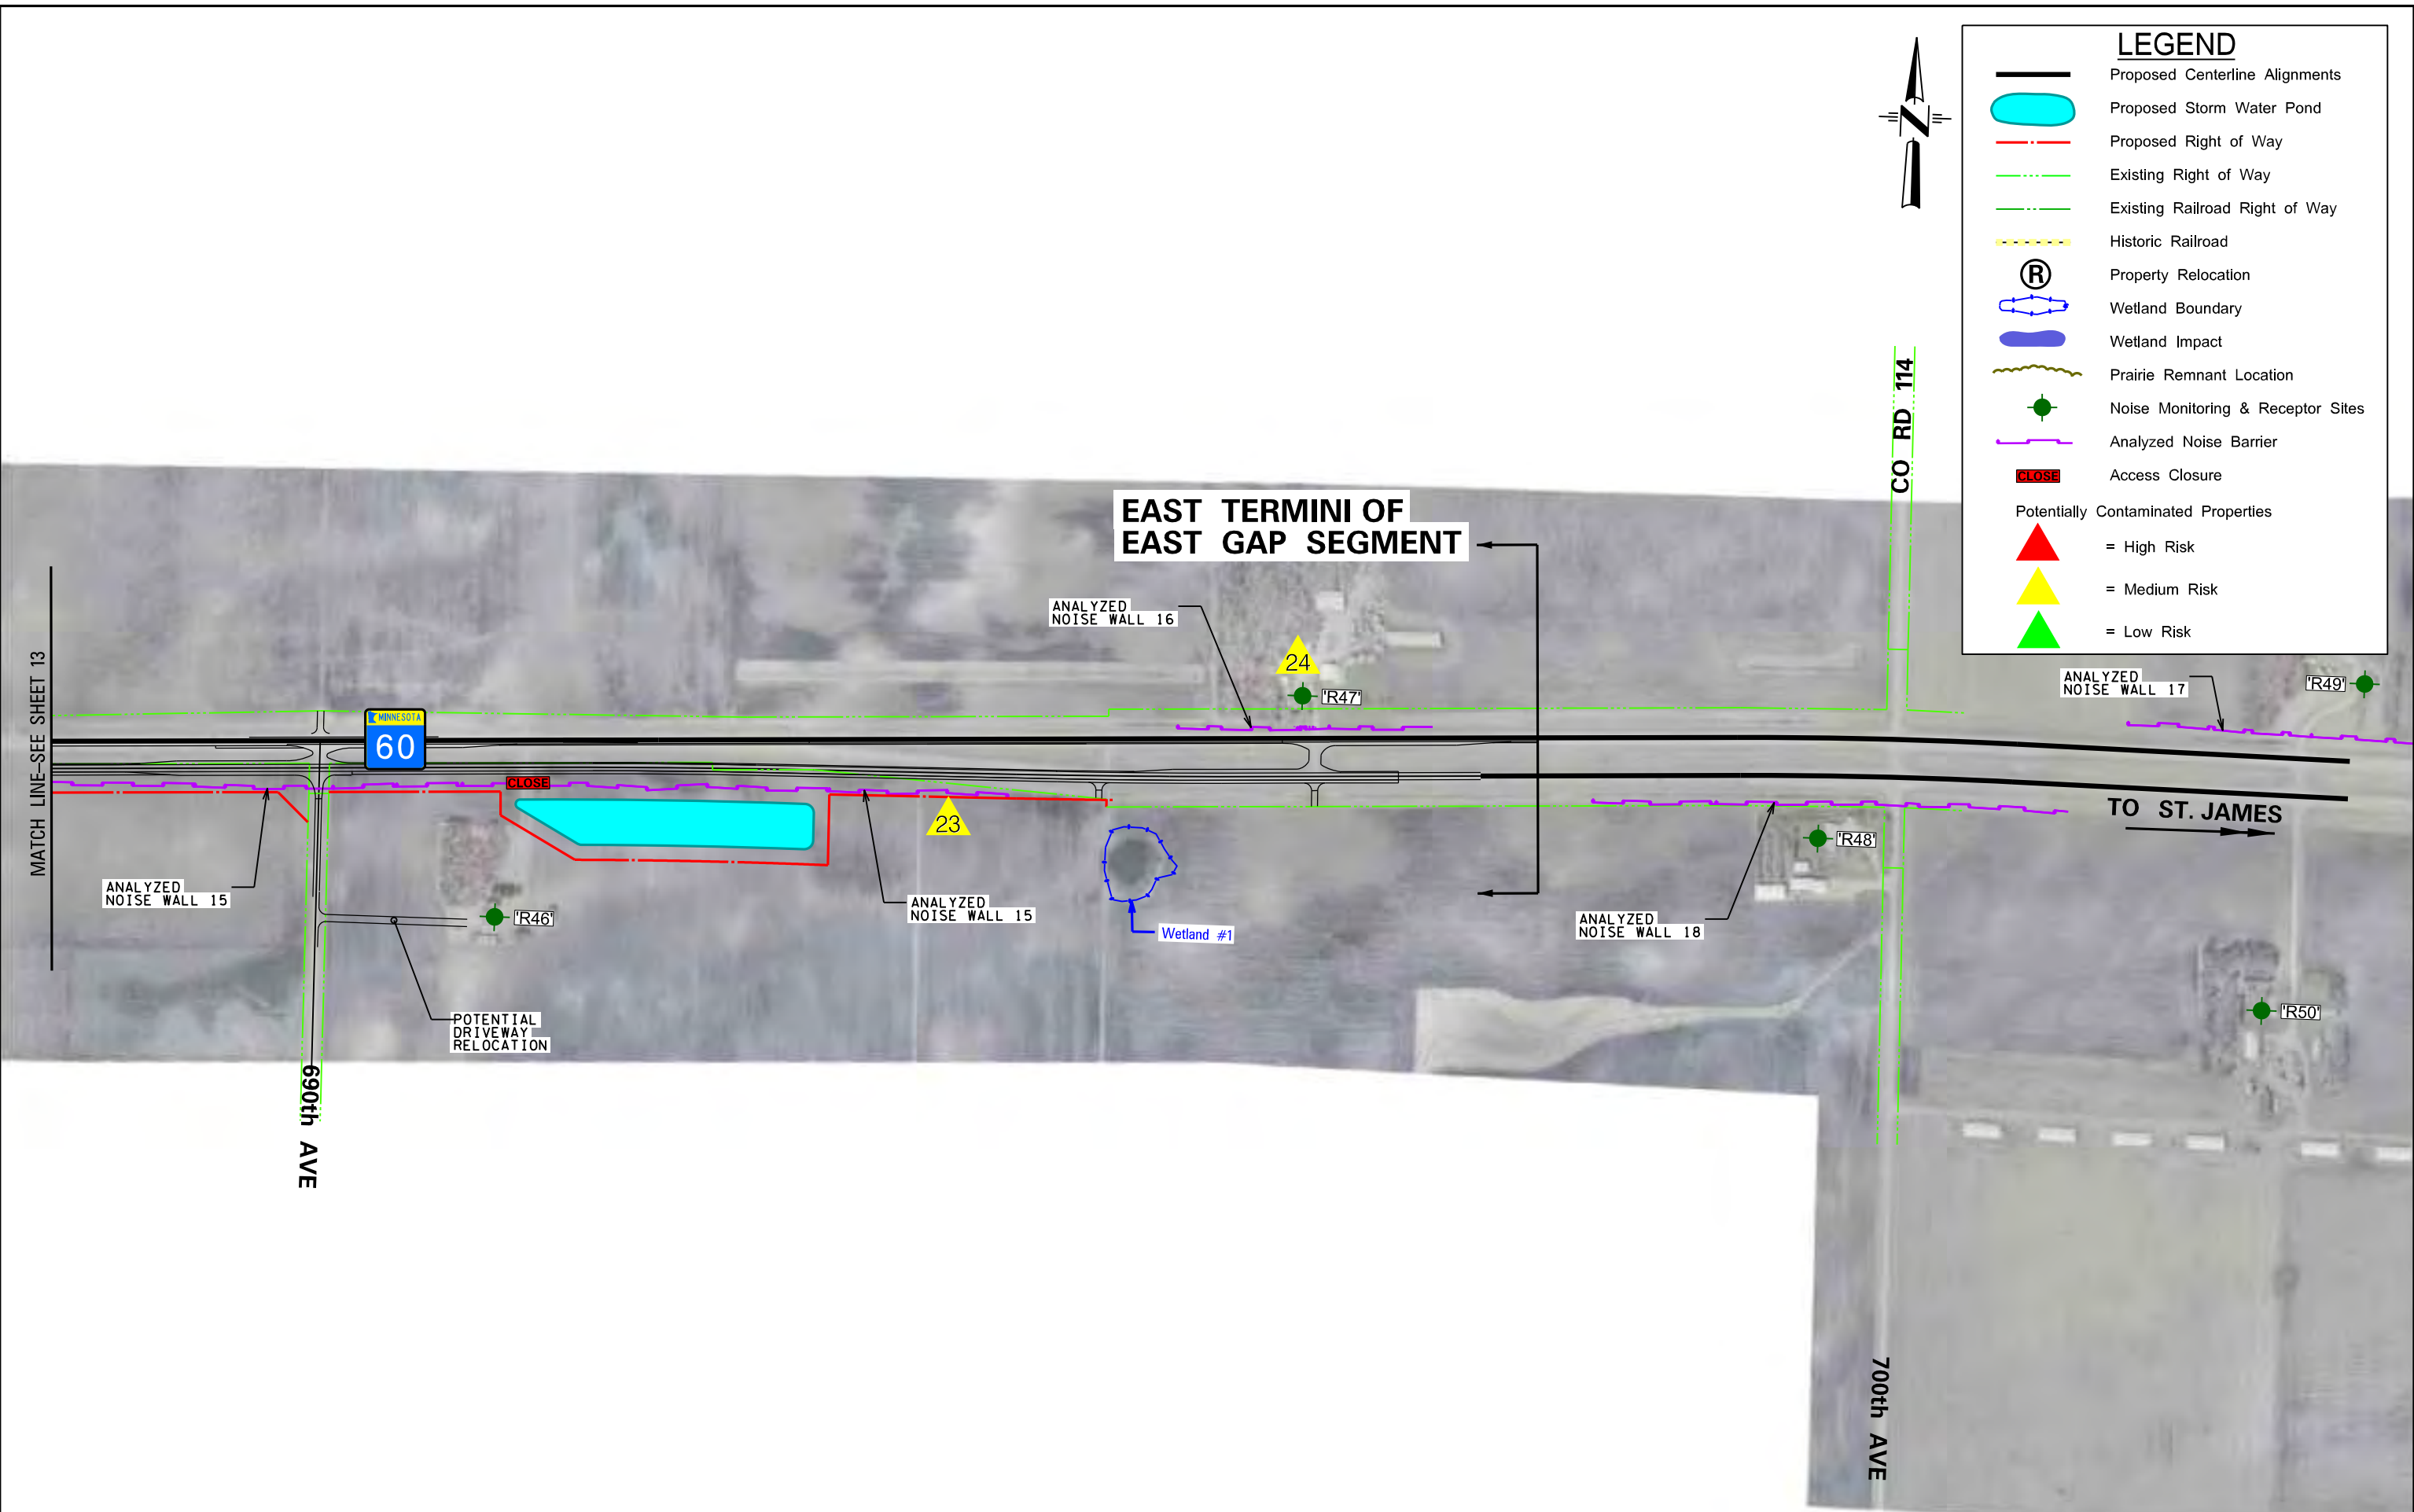 LEGEND
Proposed Centerline Alignments
Proposed Storm Water Pond
Proposed Right of Way
Existing Right of Way
Existing Railroad Right of Way
Historic Railroad
R
Property Relocation
Wetland Boundary
Wetland Impact
Prairie Remnant Location
Noise Monitoring & Receptor Sites
Analyzed Noise Barrier
CLOSE
Access Closure
Potentially Contaminated Properties
= High Risk
= Medium Risk
= Low Risk
N
CO RD 114
EAST TERMINI OF
EAST GAP SEGMENT
ANALYZED
NOISE WALL 16
24
'R47'
ANALYZED
NOISE WALL 17
'R49'
MATCH LINE-SEE SHEET 13
MINNESOTA
60
CLOSE
23
TO ST. JAMES
'R48'
ANALYZED
NOISE WALL 15
'R46'
ANALYZED
NOISE WALL 15
Wetland #1
ANALYZED
NOISE WALL 18
POTENTIAL
DRIVEWAY
RELOCATION
'R50'
690th AVE
700th AVE